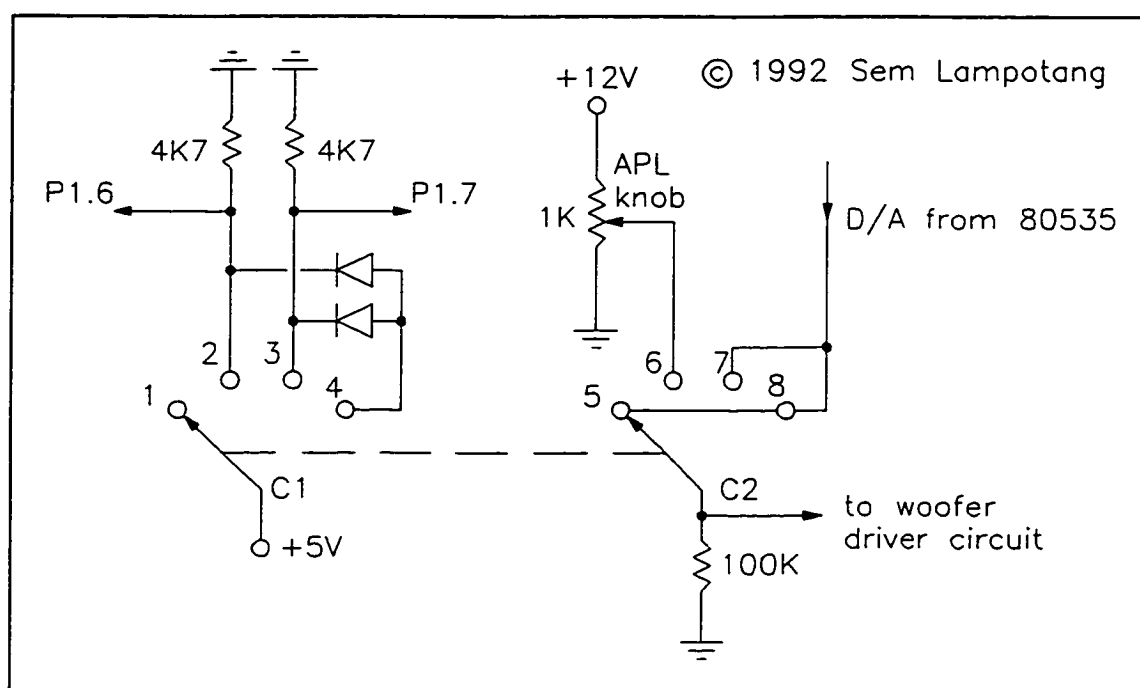 © 1992 Sem Lampotang
+12V
4K7
4K7
APL
knob
P1.6
P1.7
1K
D/A from 80535
2
3
6
7
1
4
5
8
C1
C2
+5V
to woofer
driver circuit
100K